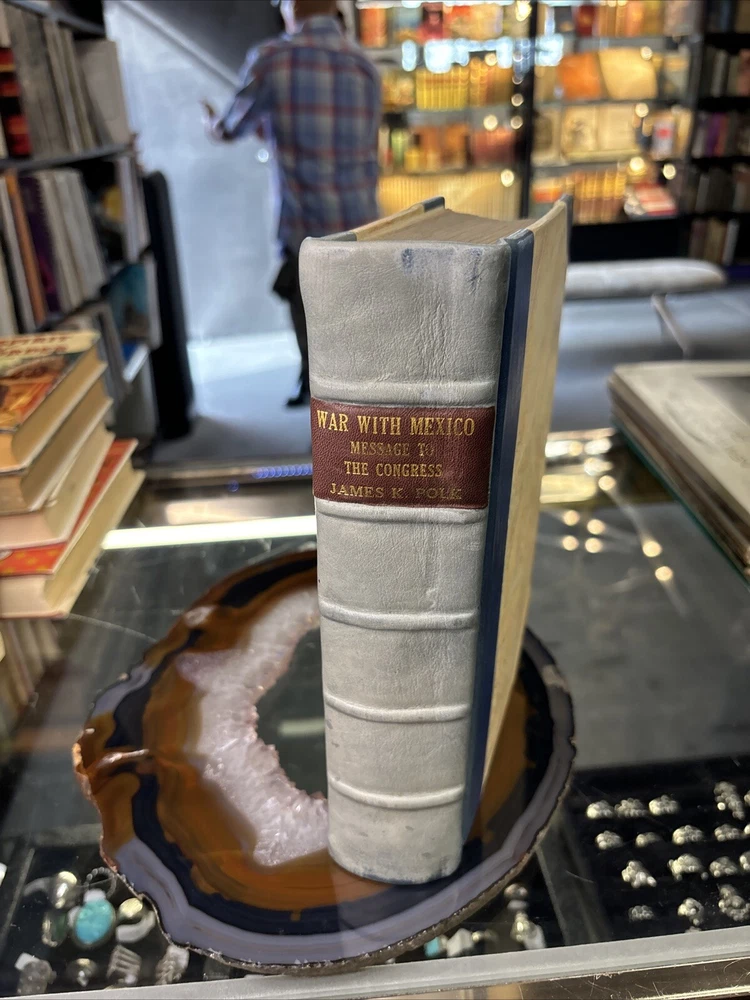 WAR WITH MEXICO
MESSAGE TO
THE CONGRESS
JAMES K. POLK